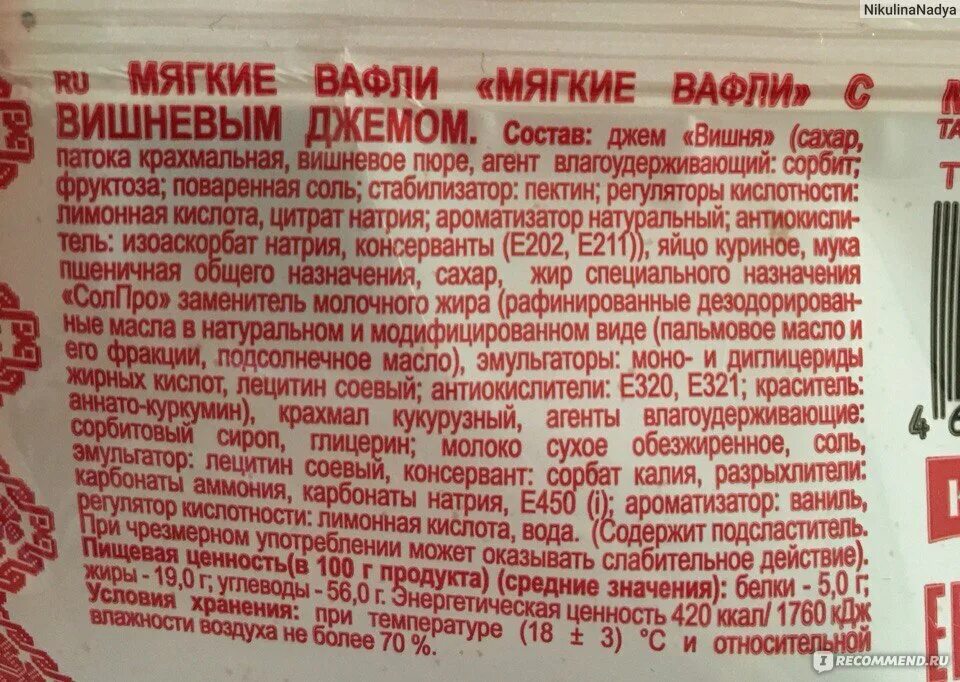 NikulinaNadya
RU МЯГКИЕ ВАФЛИ «МЯГКИЕ ВАФЛИ» С
ВИШНЕВЫМ ДЖЕМОМ. Состав: джем «Вишня» (сахар,
патока крахмальная, вишневое пюре, агент влагоудерживающий: сорбит;
фруктоза; поваренная соль; стабилизатор: пектин; регуляторы кислотности:
лимонная кислота, цитрат натрия; ароматизатор натуральный; антиокисли-
тель: изоаскорбат натрия, консерванты (Е202, Е211)), яйцо куриное, мука
пшеничная общего назначения, сахар, жир специального назначения
«СолПро» заменитель молочного жира (рафинированные дезодорирован-
ные масла в натуральном и модифицированном виде (пальмовое масло и
его фракции, подсолнечное масло), эмульгаторы: моно- и диглицериды
жирных кислот, лецитин соевый; антиокислители: Е320, Е321; краситель:
аннато-куркумин), крахмал кукурузный, агенты влагоудерживающие:
сорбитовый сироп, глицерин; молоко сухое обезжиренное, соль,
эмульгатор: лецитин соевый, консервант: сорбат калия, разрыхлители:
карбонаты аммония, карбонаты натрия, Е450 (i); ароматизатор: ваниль,
регулятор кислотности: лимонная кислота, вода. (Содержит подсластитель.
При чрезмерном употреблении может оказывать слабительное действие).
Пищевая ценность(в 100 г продукта) (средние значения): белки - 5,0 г;
жиры - 19,0 г; углеводы - 56,0 г. Энергетическая ценность 420 ккал/ 1760 кДж
Условия хранения: при температуре (18 ± 3) °С и относительной
влажности воздуха не более 70 %.
4 6
I RECOMMEND.RU